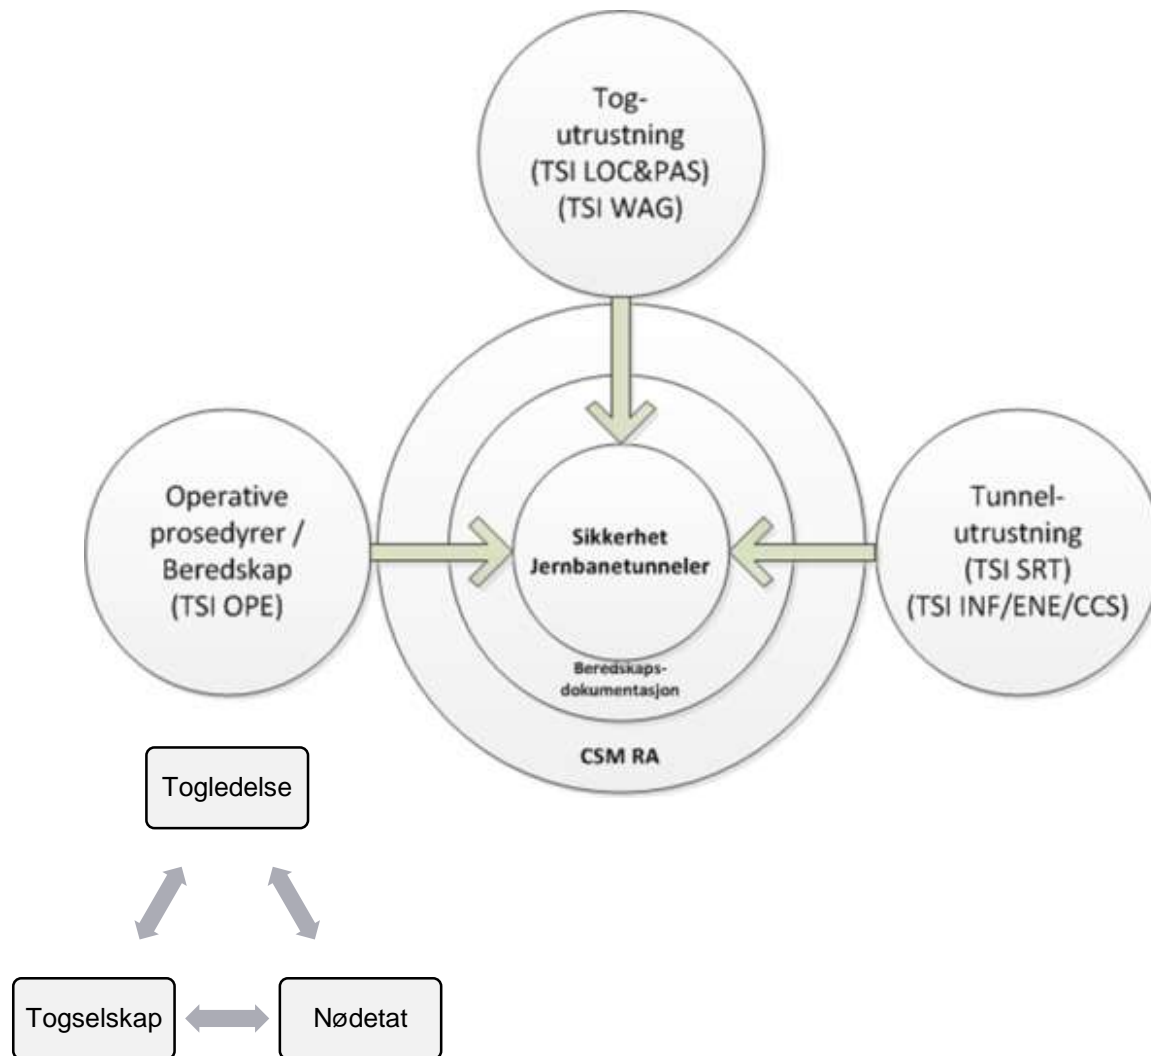 Tog-
utrustning
(TSI LOC&PAS)
(TSI WAG)
Operative
prosedyrer /
Beredskap
(TSI OPE)
Sikkerhet
Jernbanetunneler
Tunnel-
utrustning
(TSI SRT)
(TSI INF/ENE/CCS)
Beredskaps-
dokumentasjon
CSM RA
Togledelse
Togselskap
Nødetat